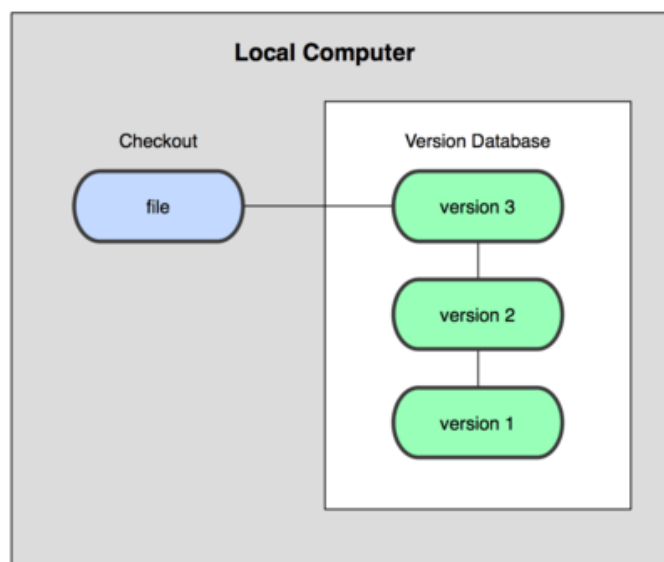 Local Computer
Checkout
Version Database
file
version 3
version 2
version 1